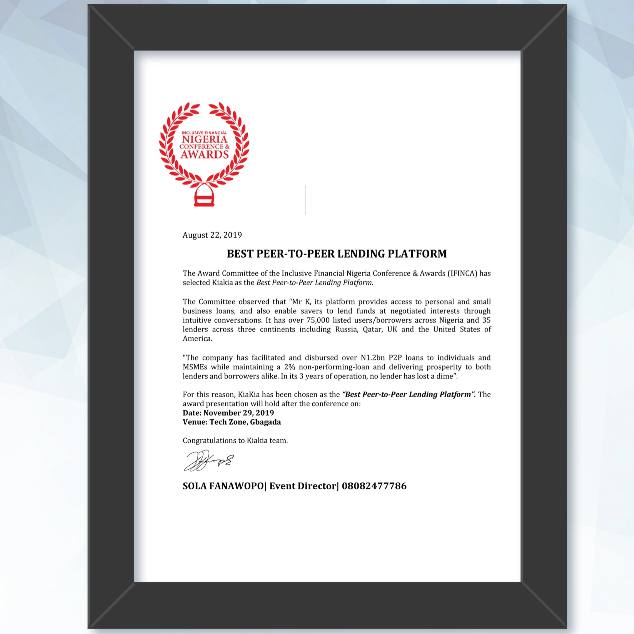 INCLUSIVE FINANCIAL
NIGERIA
CONFERENCE &
AWARDS
August 22, 2019
BEST PEER-TO-PEER LENDING PLATFORM
The Award Committee of the Inclusive Financial Nigeria Conference & Awards (IFINCA) has
selected Kiakia as the Best Peer-to-Peer Lending Platform.
The Committee observed that "Mr K, its platform provides access to personal and small
business loans, and also enable savers to lend funds at negotiated interests through
intuitive conversations. It has over 75,000 listed users/borrowers across Nigeria and 35
lenders across three continents including Russia, Qatar, UK and the United States of
America.
"The company has facilitated and disbursed over N1.2bn P2P loans to individuals and
MSMEs while maintaining a 2% non-performing-loan and delivering prosperity to both
lenders and borrowers alike. In its 3 years of operation, no lender has lost a dime".
For this reason, KiaKia has been chosen as the "Best Peer-to-Peer Lending Platform". The
award presentation will hold after the conference on:
Date: November 29, 2019
Venue: Tech Zone, Gbagada
Congratulations to Kiakia team.
SOLA FANAWOPO| Event Director| 08082477786